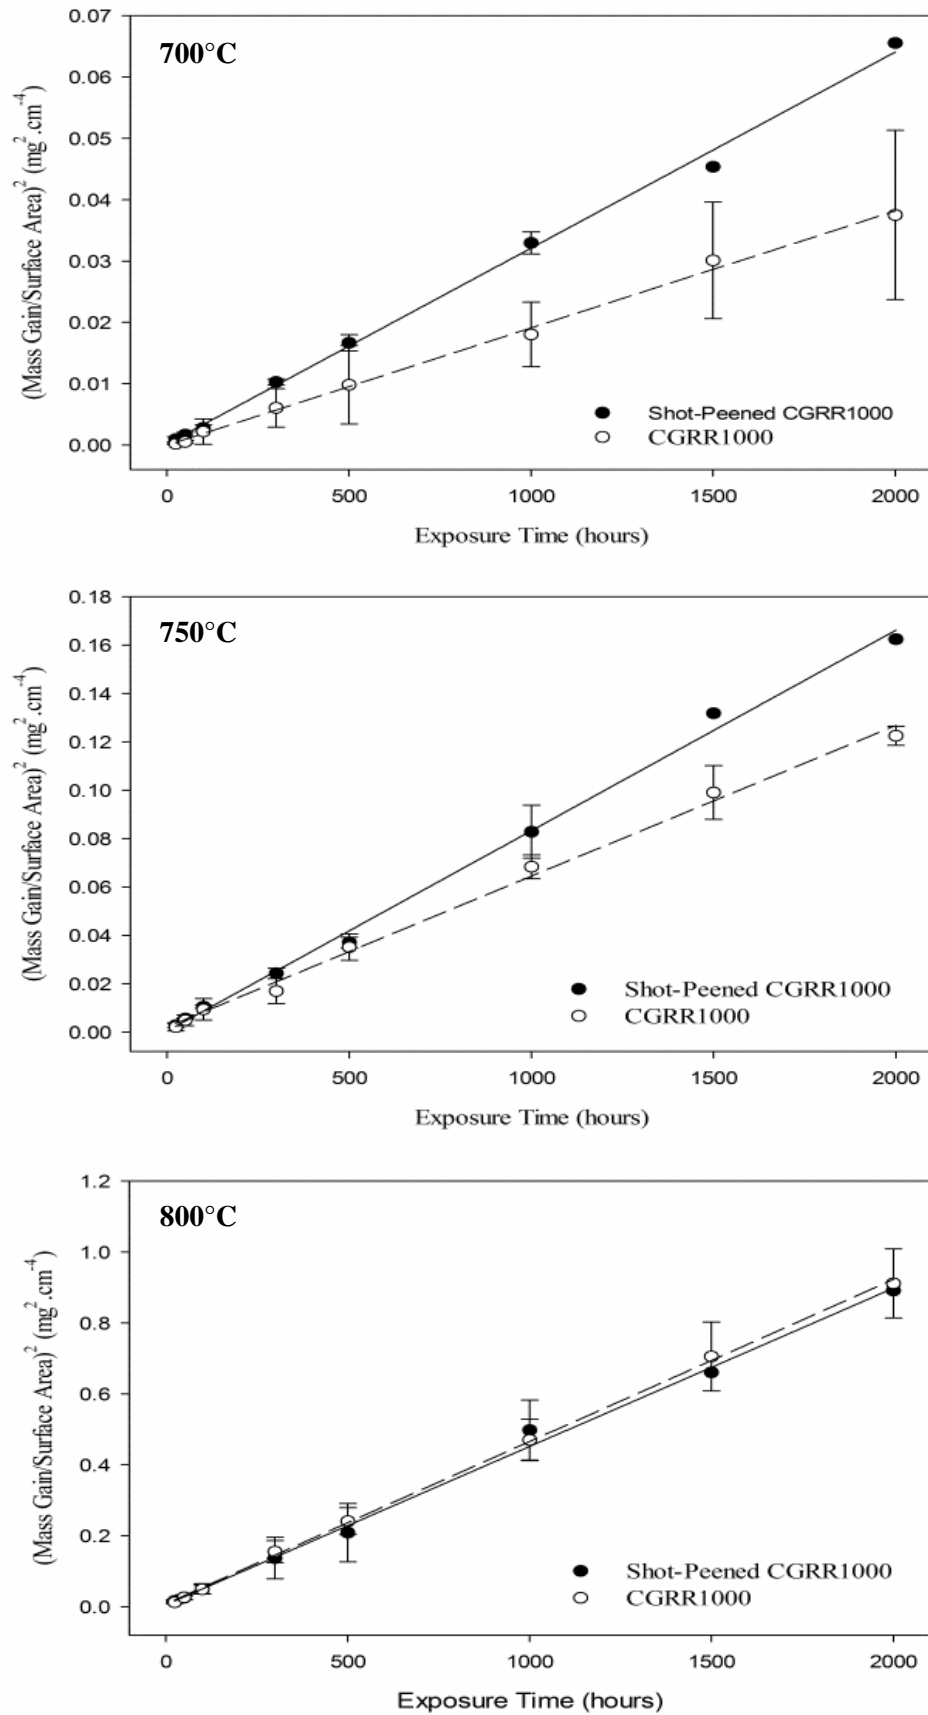 700°C
(Mass Gain/Surface Area)² (mg².cm⁻⁴)
0.07
0.06
0.05
0.04
0.03
0.02
0.01
0.00
Shot-Peened CGRR1000
CGRR1000
0 500 1000 1500 2000
Exposure Time (hours)
750°C
(Mass Gain/Surface Area)² (mg².cm⁻⁴)
0.18
0.16
0.14
0.12
0.10
0.08
0.06
0.04
0.02
0.00
Shot-Peened CGRR1000
CGRR1000
0 500 1000 1500 2000
Exposure Time (hours)
800°C
(Mass Gain/Surface Area)² (mg².cm⁻⁴)
1.2
1.0
0.8
0.6
0.4
0.2
0.0
Shot-Peened CGRR1000
CGRR1000
0 500 1000 1500 2000
Exposure Time (hours)